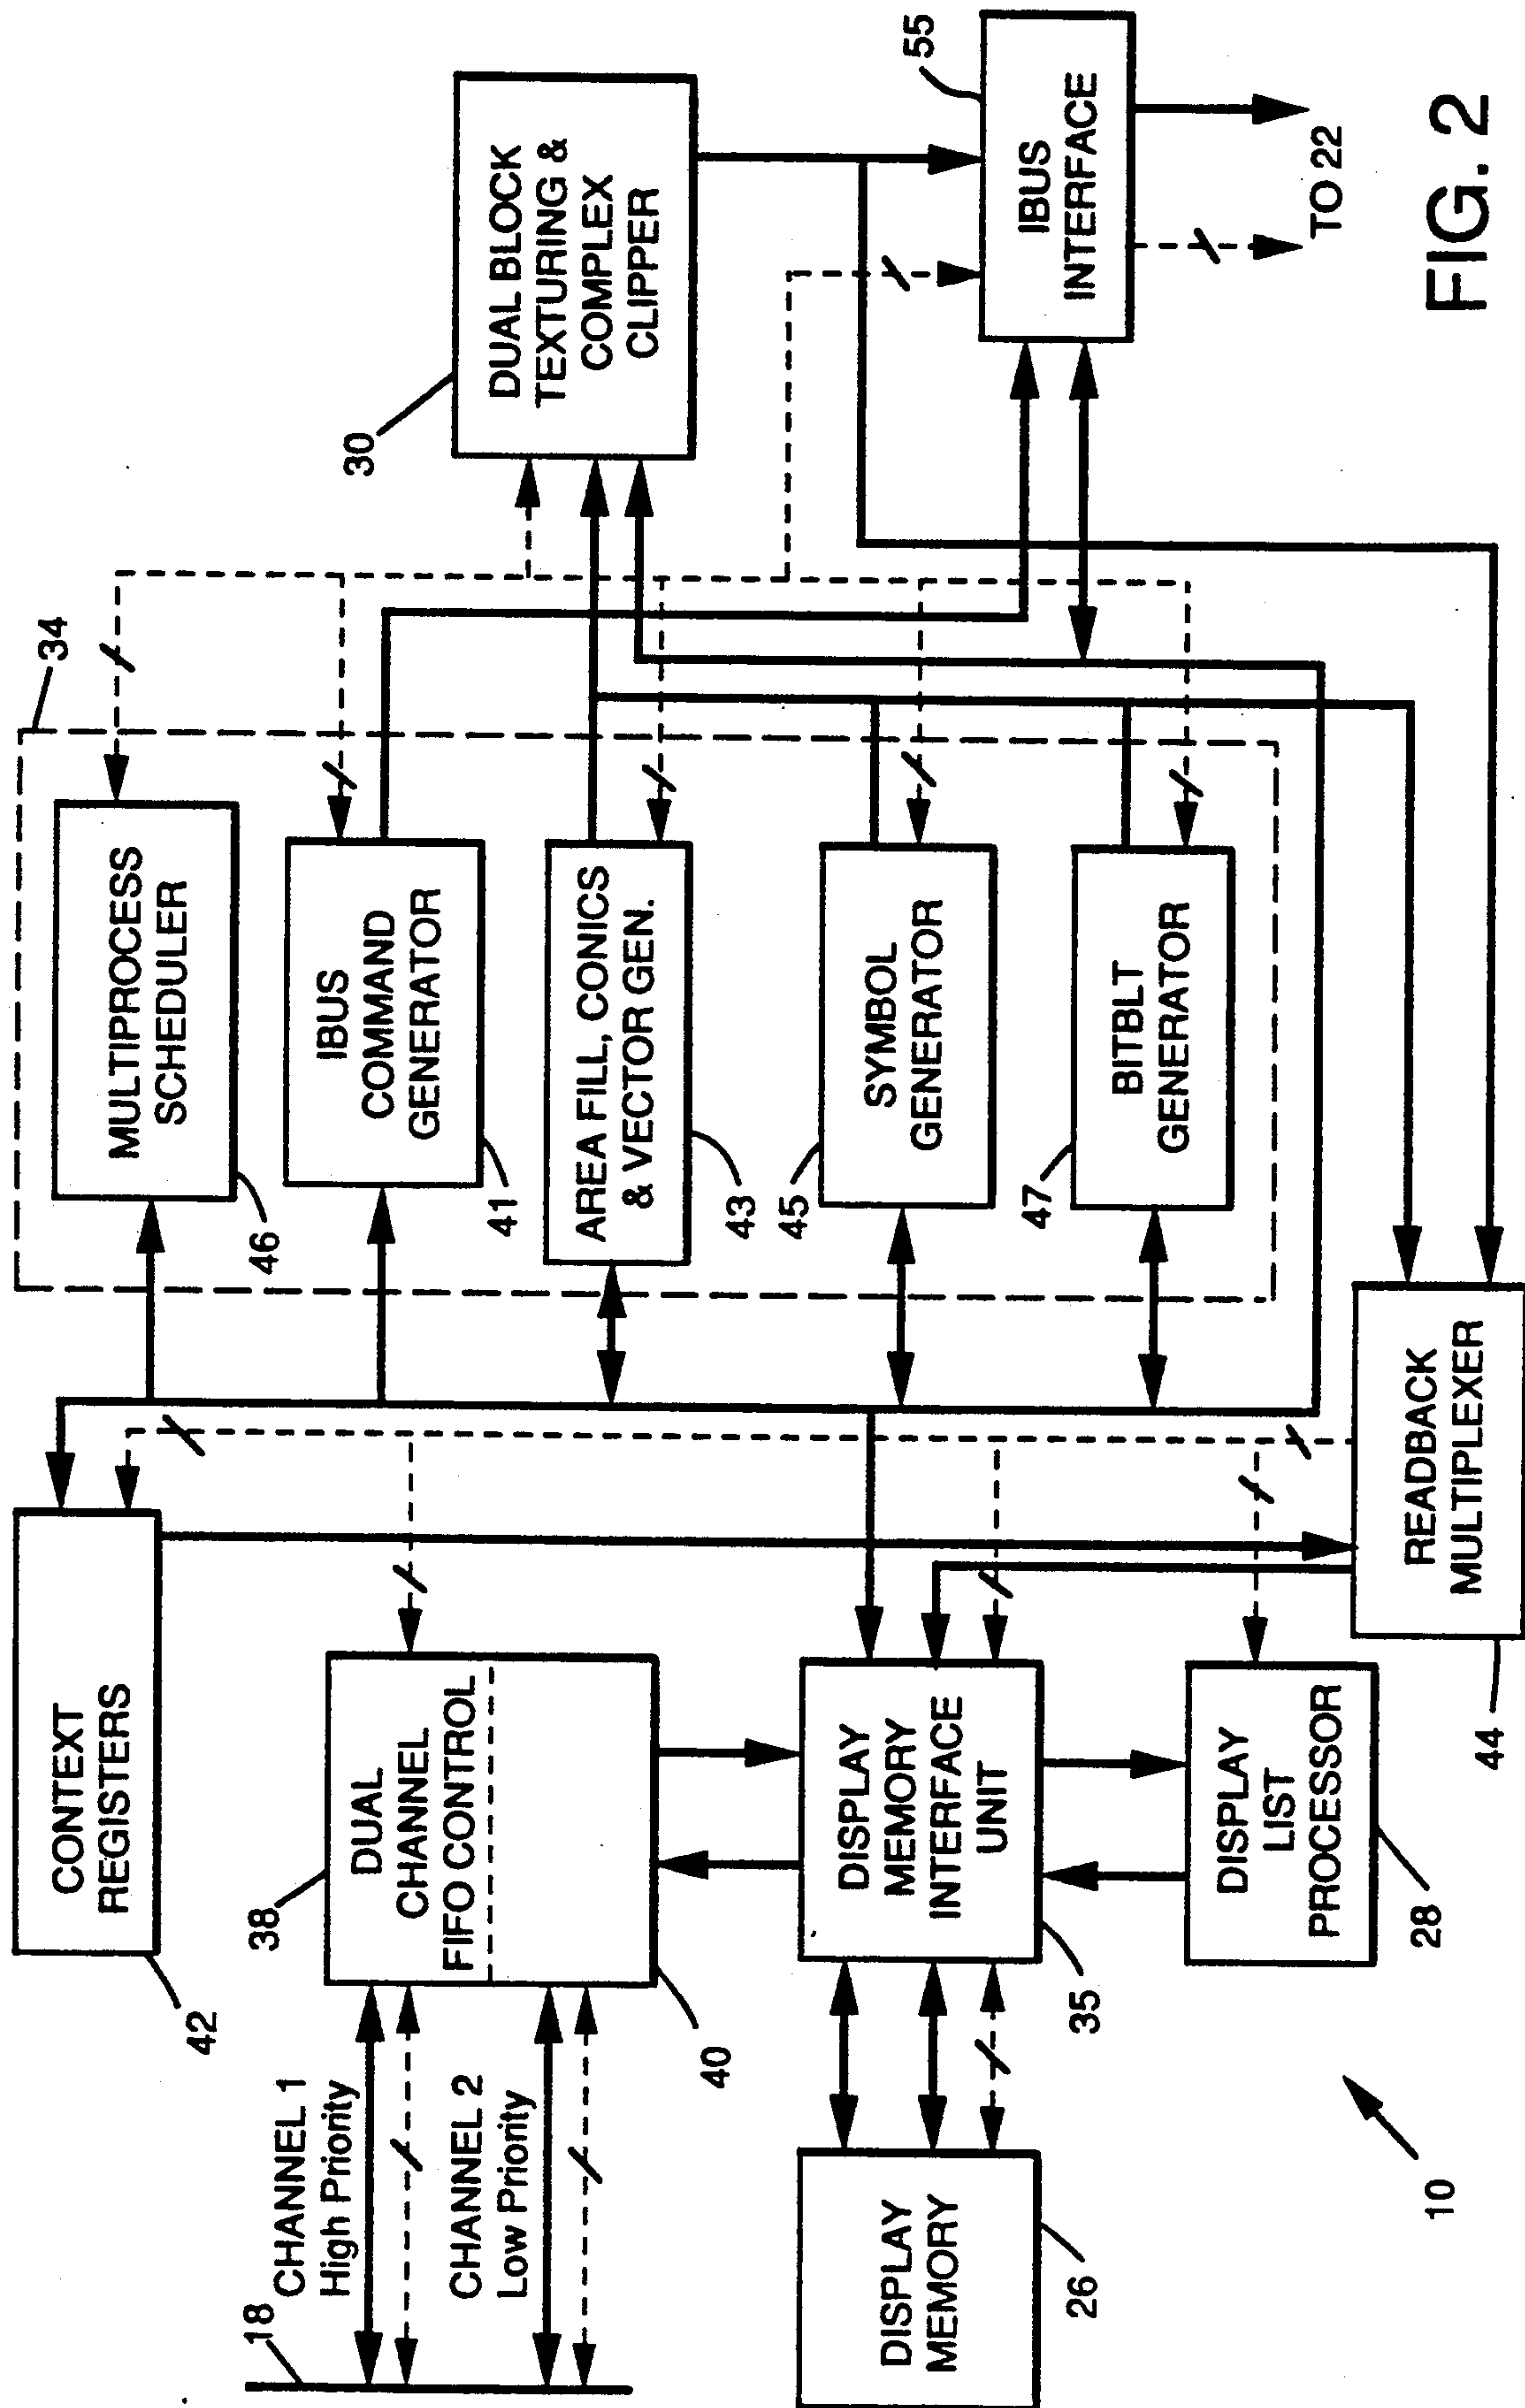 18
CHANNEL 1
High Priority
CHANNEL 2
Low Priority
42
CONTEXT
REGISTERS
38
DUAL
CHANNEL
FIFO CONTROL
40
DISPLAY
MEMORY
26
DISPLAY
MEMORY
INTERFACE
UNIT
35
DISPLAY
LIST
PROCESSOR
28
10
34
MULTIPROCESS
SCHEDULER
46
IBUS
COMMAND
GENERATOR
41
AREA FILL, CONICS
& VECTOR GEN.
43
SYMBOL
GENERATOR
45
BITBLT
GENERATOR
47
READBACK
MULTIPLEXER
44
30
DUAL BLOCK
TEXTURING &
COMPLEX
CLIPPER
55
IBUS
INTERFACE
TO 22
FIG. 2